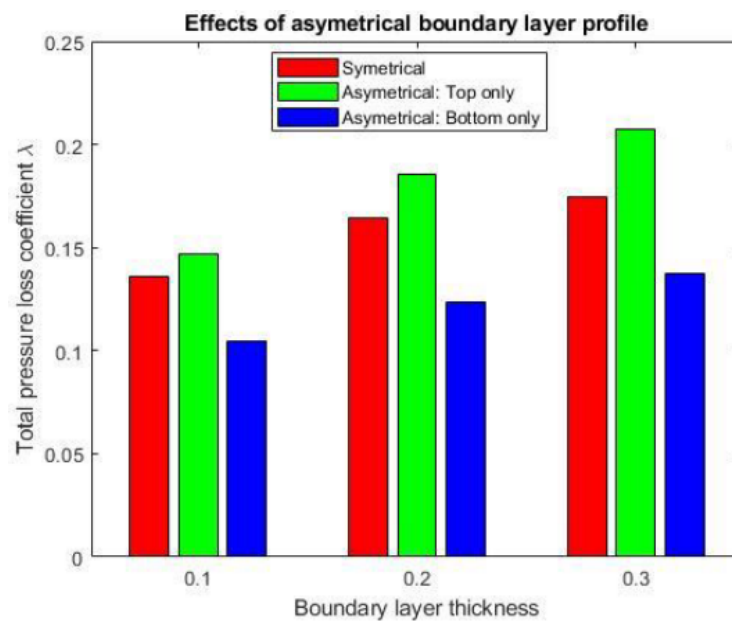 Effects of asymetrical boundary layer profile
Symetrical
Asymetrical: Top only
Asymetrical: Bottom only
Total pressure loss coefficient λ
0.25
0.2
0.15
0.1
0.05
0
0.1 0.2 0.3
Boundary layer thickness